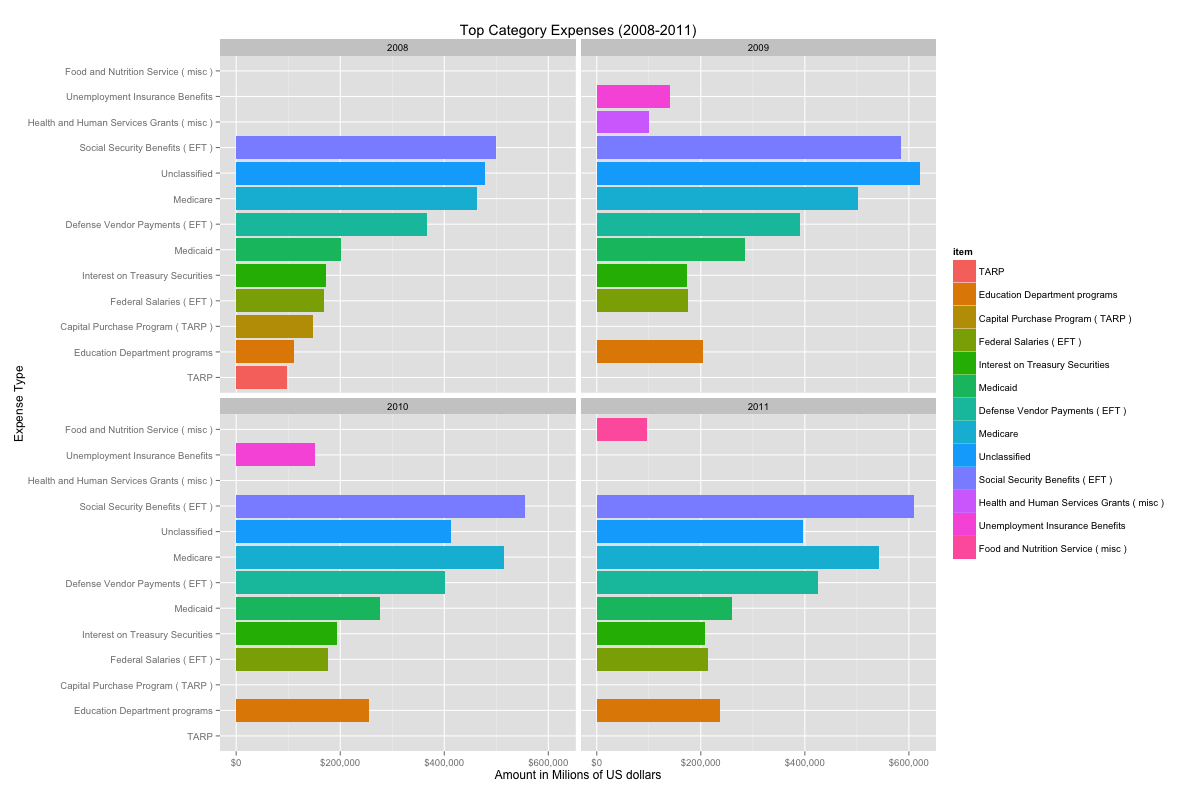 Top Category Expenses (2008-2011)
2008
2009
Food and Nutrition Service ( misc )
Unemployment Insurance Benefits
Health and Human Services Grants ( misc )
Social Security Benefits ( EFT )
Unclassified
Medicare
Defense Vendor Payments ( EFT )
Medicaid
Interest on Treasury Securities
Federal Salaries ( EFT )
Capital Purchase Program ( TARP )
Education Department programs
TARP
2010
2011
Food and Nutrition Service ( misc )
Unemployment Insurance Benefits
Health and Human Services Grants ( misc )
Social Security Benefits ( EFT )
Unclassified
Medicare
Defense Vendor Payments ( EFT )
Medicaid
Interest on Treasury Securities
Federal Salaries ( EFT )
Capital Purchase Program ( TARP )
Education Department programs
TARP
$0 $200,000 $400,000 $600,000
$0 $200,000 $400,000 $600,000
Amount in Milions of US dollars
Expense Type
item
TARP
Education Department programs
Capital Purchase Program ( TARP )
Federal Salaries ( EFT )
Interest on Treasury Securities
Medicaid
Defense Vendor Payments ( EFT )
Medicare
Unclassified
Social Security Benefits ( EFT )
Health and Human Services Grants ( misc )
Unemployment Insurance Benefits
Food and Nutrition Service ( misc )